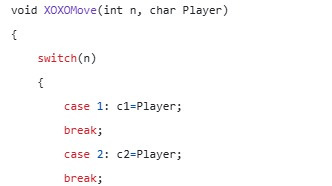 void XOXOMove(int n, char Player)
{
switch(n)
{
case 1: c1=Player;
break;
case 2: c2=Player;
break;